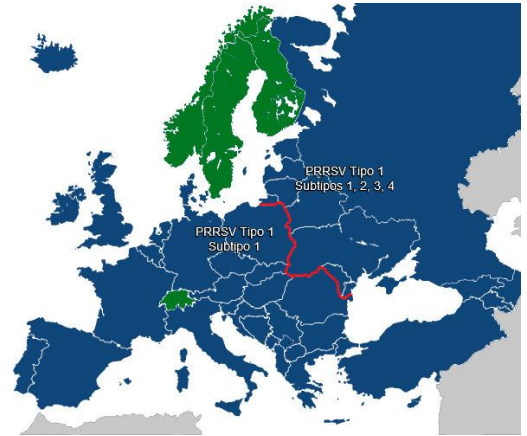 PRRSV Tipo 1
Subtipos 1, 2, 3, 4
PRRSV Tipo 1
Subtipo 1